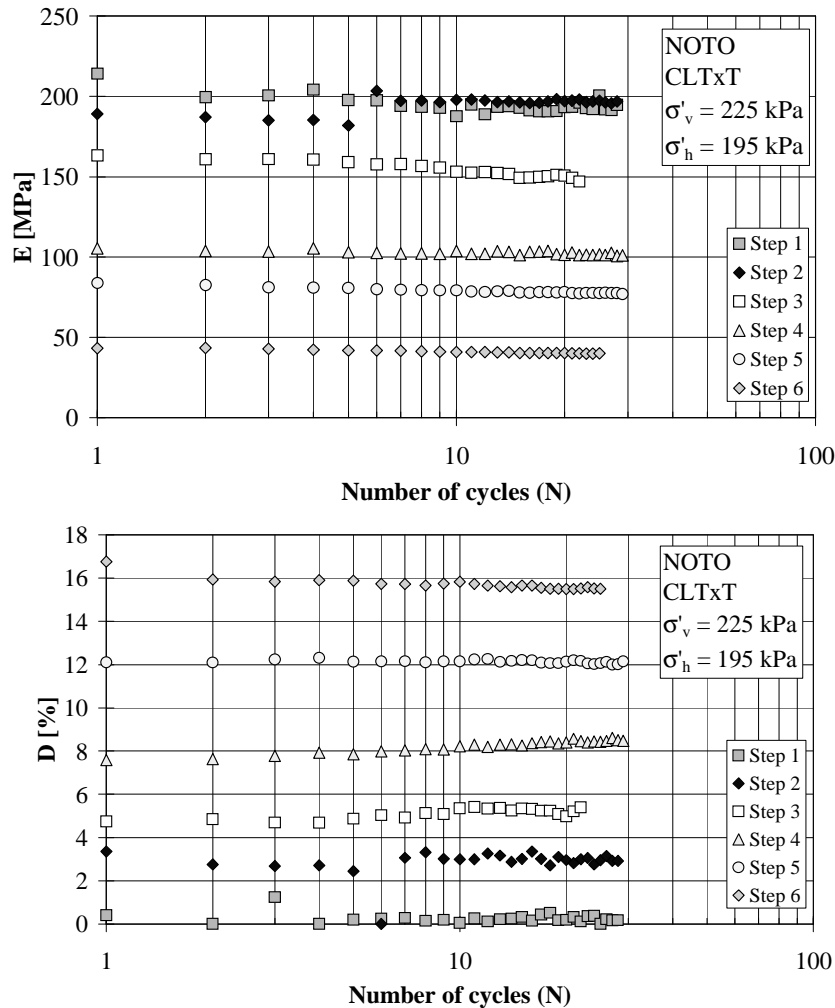 NOTO
CLTxT
σ'v = 225 kPa
σ'h = 195 kPa
250
200
150
100
50
0
E [MPa]
Step 1
Step 2
Step 3
Step 4
Step 5
Step 6
1
10
100
Number of cycles (N)
18
16
14
12
10
8
6
4
2
0
D [%]
NOTO
CLTxT
σ'v = 225 kPa
σ'h = 195 kPa
Step 1
Step 2
Step 3
Step 4
Step 5
Step 6
1
10
100
Number of cycles (N)